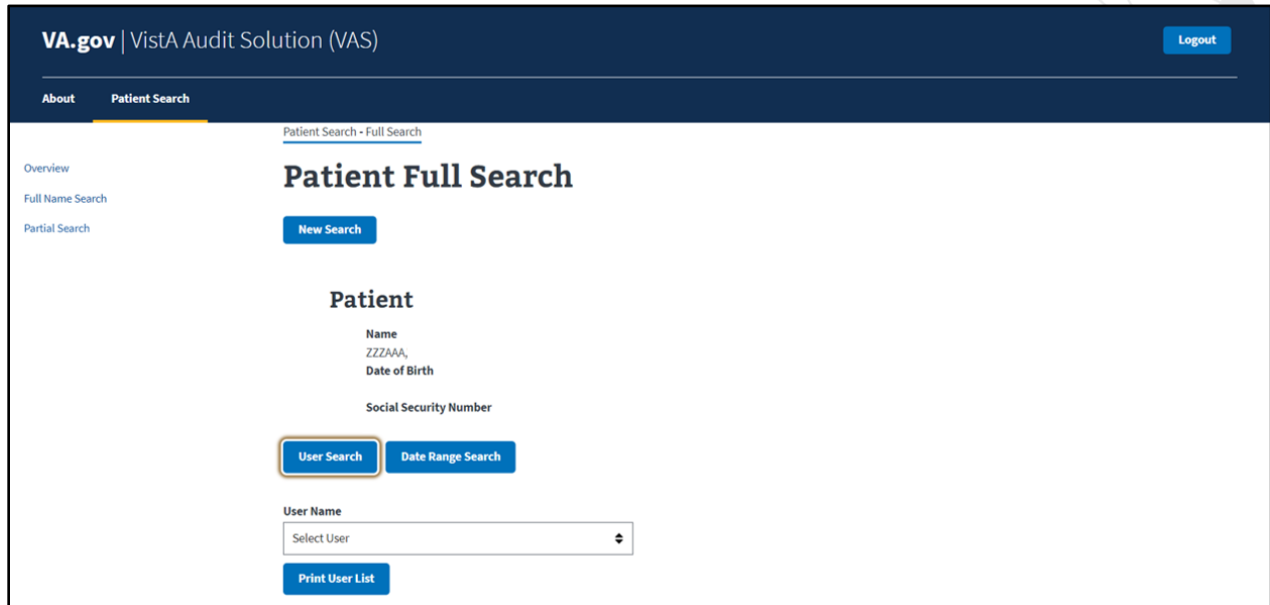 VA.gov | VistA Audit Solution (VAS)
Logout
About Patient Search
Patient Search - Full Search
Overview
Full Name Search
Partial Search
Patient Full Search
New Search
Patient
Name
ZZZAAA,
Date of Birth
Social Security Number
User Search Date Range Search
User Name
Select User
Print User List